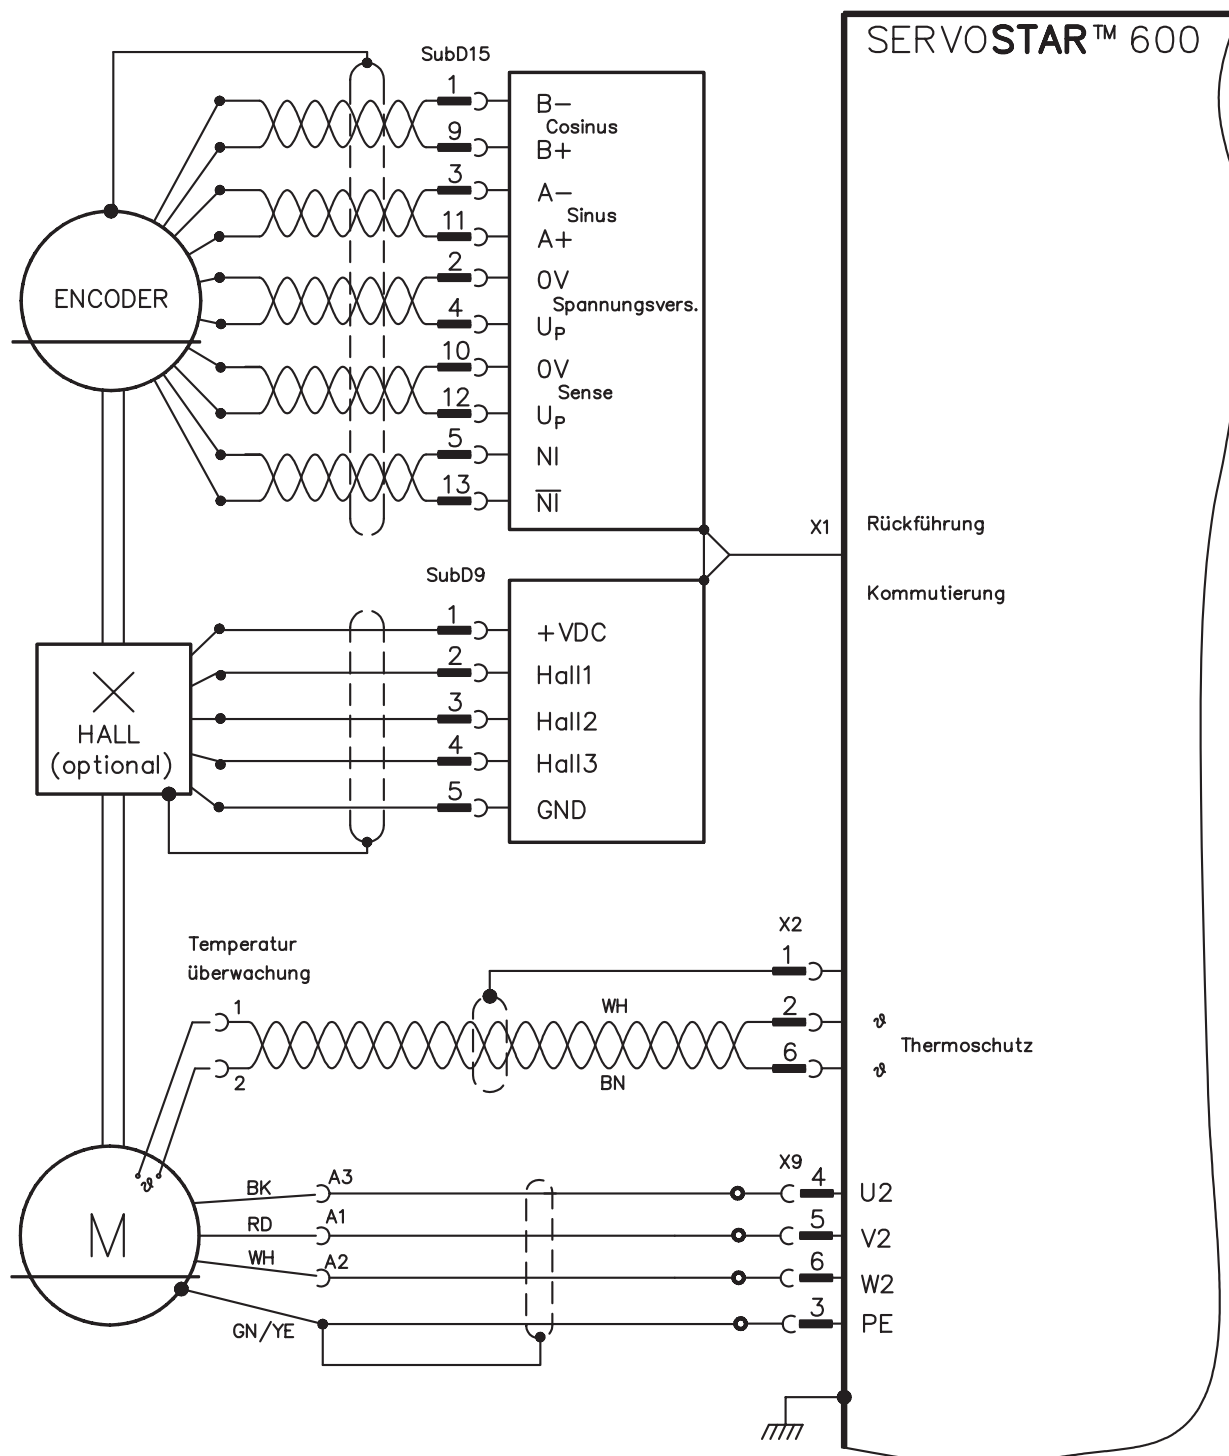 SERVOSTAR™ 600
SubD15
1
B-
Cosinus
9
B+
3
A-
Sinus
11
A+
2
0V
Spannungsvers.
4
UP
10
0V
Sense
12
UP
5
NI
13
N̅I̅
ENCODER
X1
Rückführung
Kommutierung
SubD9
1
+VDC
2
Hall1
3
Hall2
4
Hall3
5
GND
HALL
(optional)
Temperatur
überwachung
X2
1
1
WH
2
ϑ
Thermoschutz
2
BN
6
ϑ
ϑ
M
X9
BK
A3
4
U2
RD
A1
5
V2
WH
A2
6
W2
GN/YE
3
PE